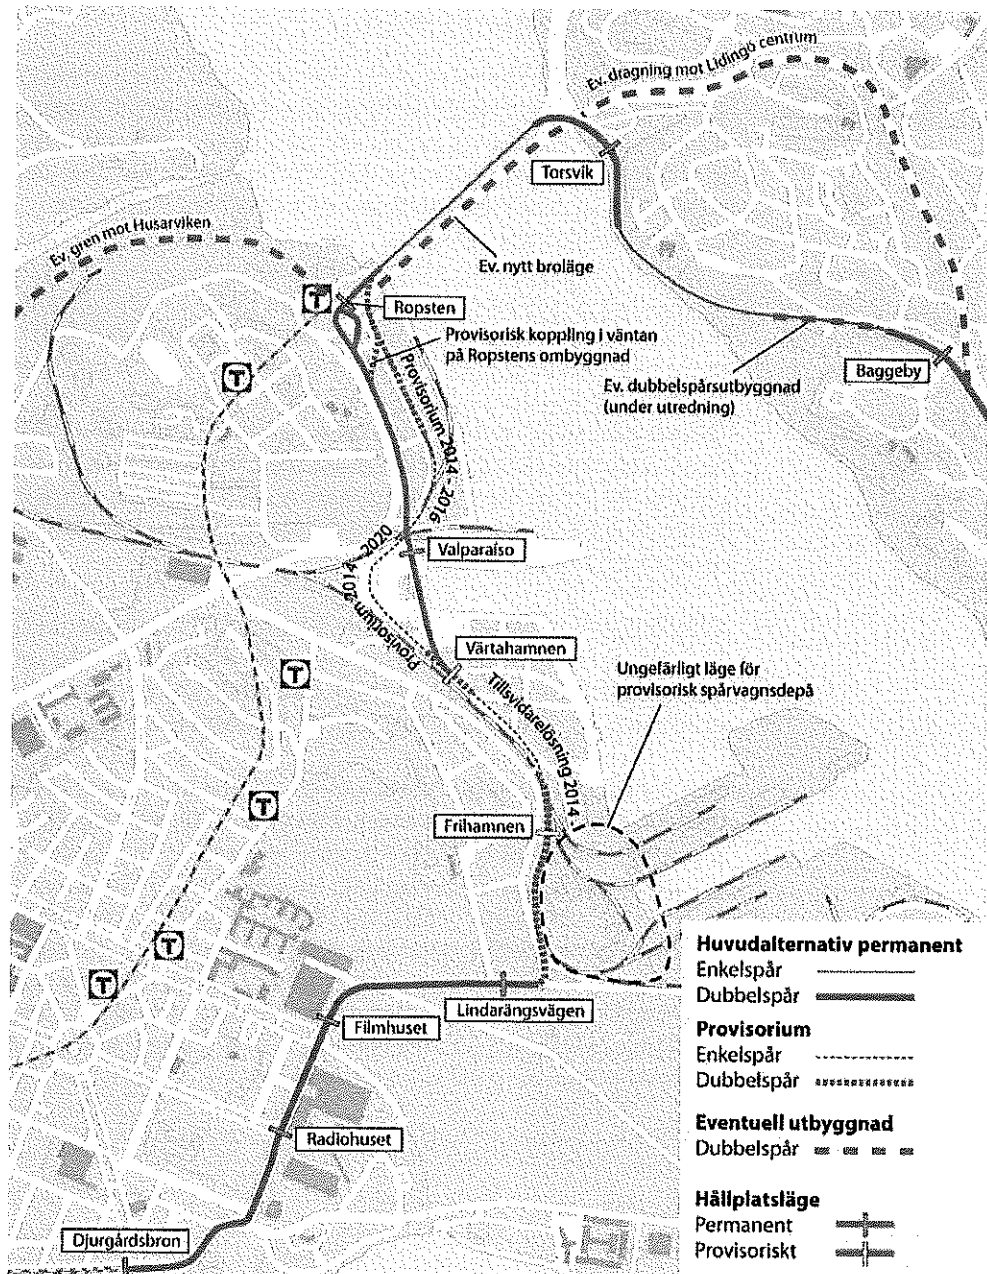 Ev. dragning mot Lidingö centrum
Torsvik
Ev. gren mot Husarviken
Ev. nytt broläge
T
Ropsten
Provisorisk koppling i väntan
på Ropstens ombyggnad
T
Provisorium 2014 - 2016
Ev. dubbelspårsutbyggnad
(under utredning)
Baggeby
Valparaiso
Provisorium 2014 - 2020
Värtahamnen
T
Ungefärligt läge för
provisorisk spårvagnsdepå
Tillsvidarelösning 2014
T
Frihamnen
T
T
Lindarängsvägen
Filmhuset
Radiohuset
Djurgårdsbron
Huvudalternativ permanent
Enkelspår
Dubbelspår
Provisorium
Enkelspår
Dubbelspår
Eventuell utbyggnad
Dubbelspår
Hållplatsläge
Permanent
Provisoriskt